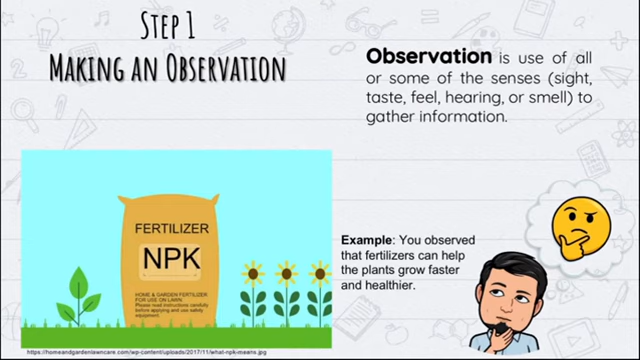 STEP 1
MAKING AN OBSERVATION
Observation is use of all
or some of the senses (sight,
taste, feel, hearing, or smell) to
gather information.
FERTILIZER
NPK
HOME & GARDEN FERTILIZER
FOR USE ON LAWN.
Please read instructions carefully
before applying and use safety
equipment.
Example: You observed
that fertilizers can help
the plants grow faster
and healthier.
https://homeandgardenlawncare.com/wp-content/uploads/2017/11/what-npk-means.jpg